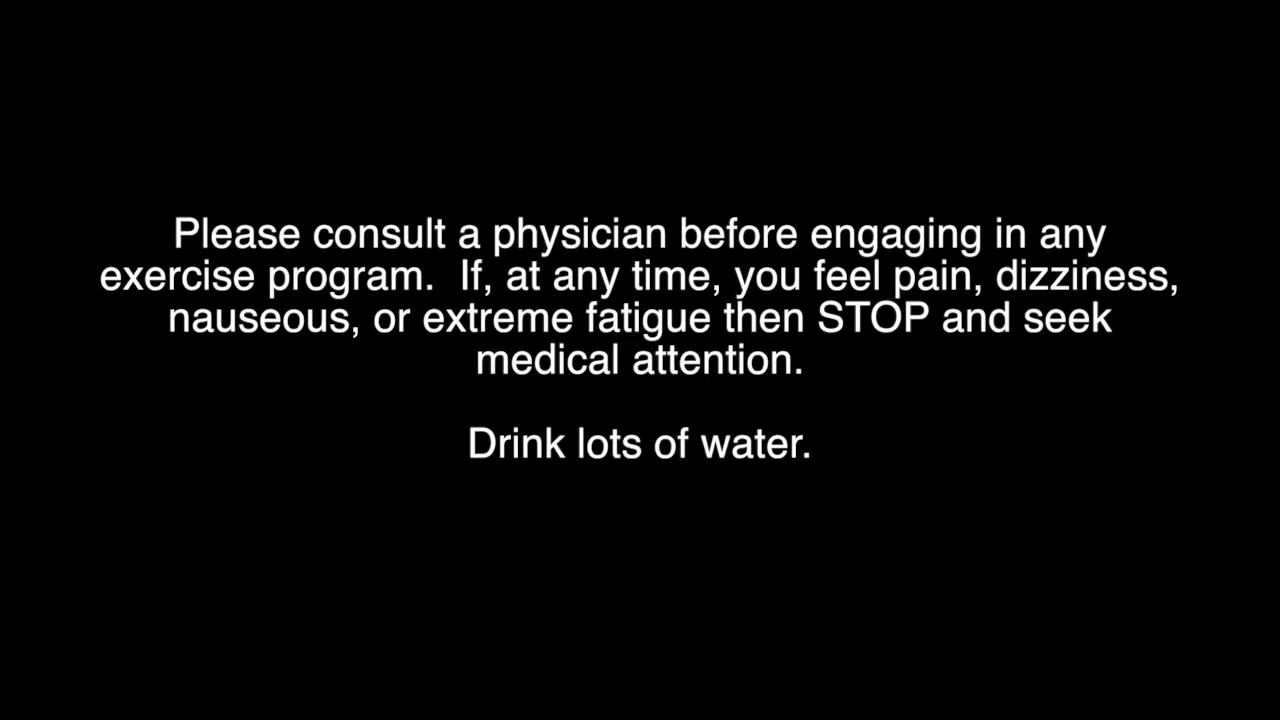 Please consult a physician before engaging in any
exercise program.  If, at any time, you feel pain, dizziness,
nauseous, or extreme fatigue then STOP and seek
medical attention.
Drink lots of water.